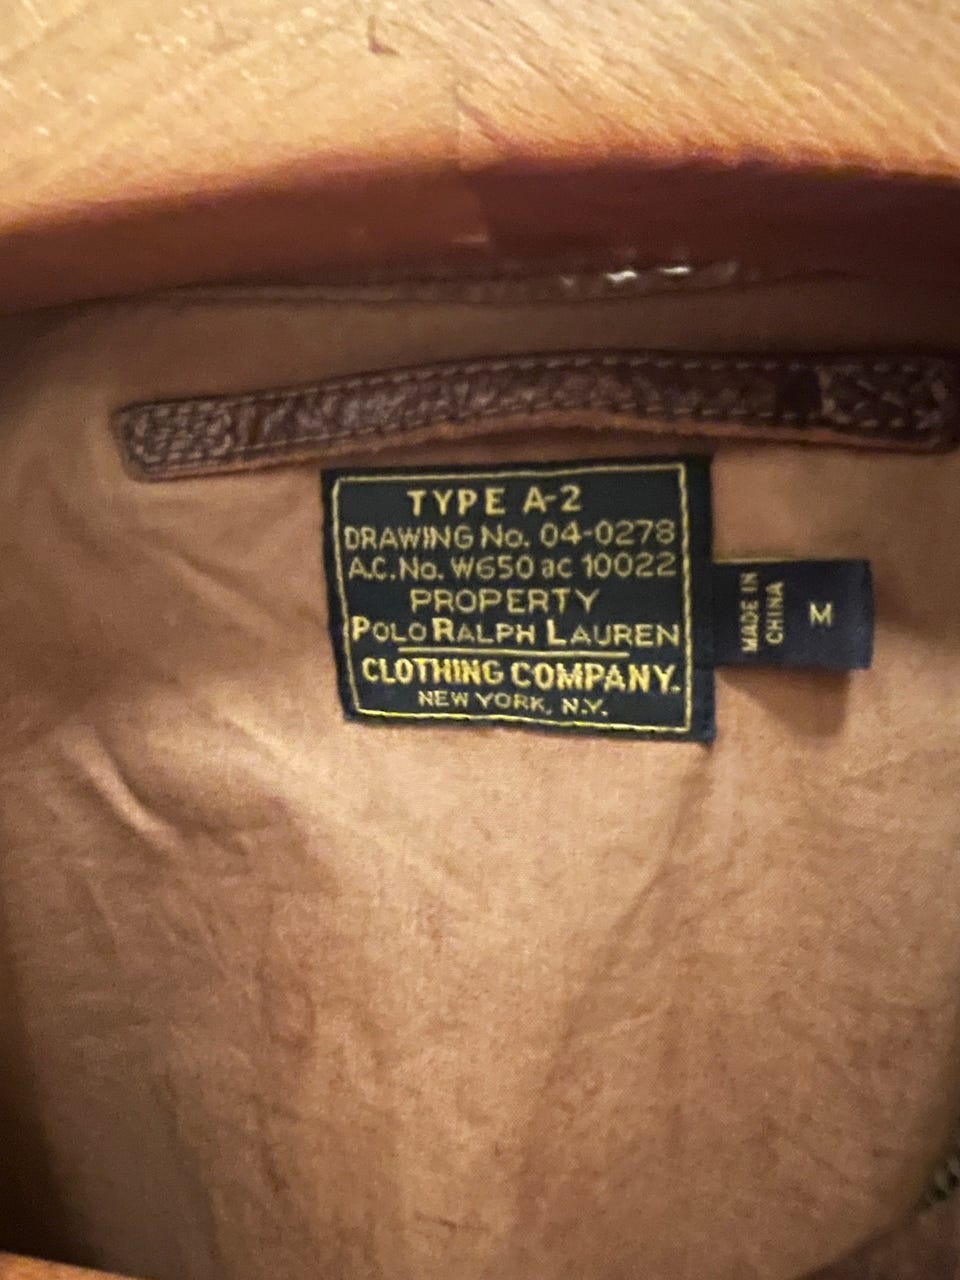 TYPE A-2
DRAWING No. 04-0278
A.C. No. W650 ac 10022
PROPERTY
POLO RALPH LAUREN
CLOTHING COMPANY.
NEW YORK, N.Y.
MADE IN
CHINA
M